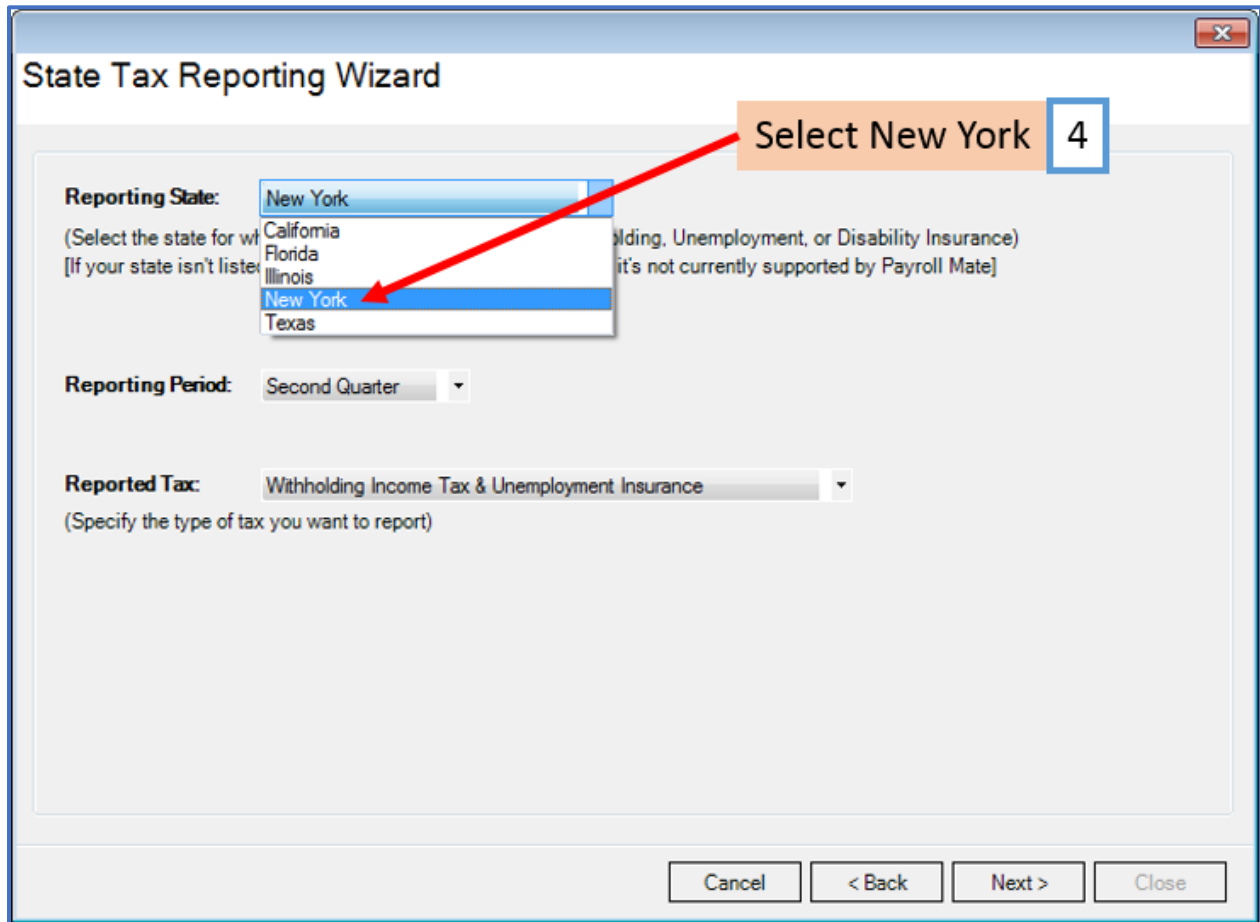 State Tax Reporting Wizard
Select New York 4
Reporting State: New York
California
(Select the state for wh olding, Unemployment, or Disability Insurance)
Florida
[If your state isn't liste it's not currently supported by Payroll Mate]
Illinois
New York
Texas
Reporting Period: Second Quarter
Reported Tax: Withholding Income Tax & Unemployment Insurance
(Specify the type of tax you want to report)
Cancel < Back Next > Close